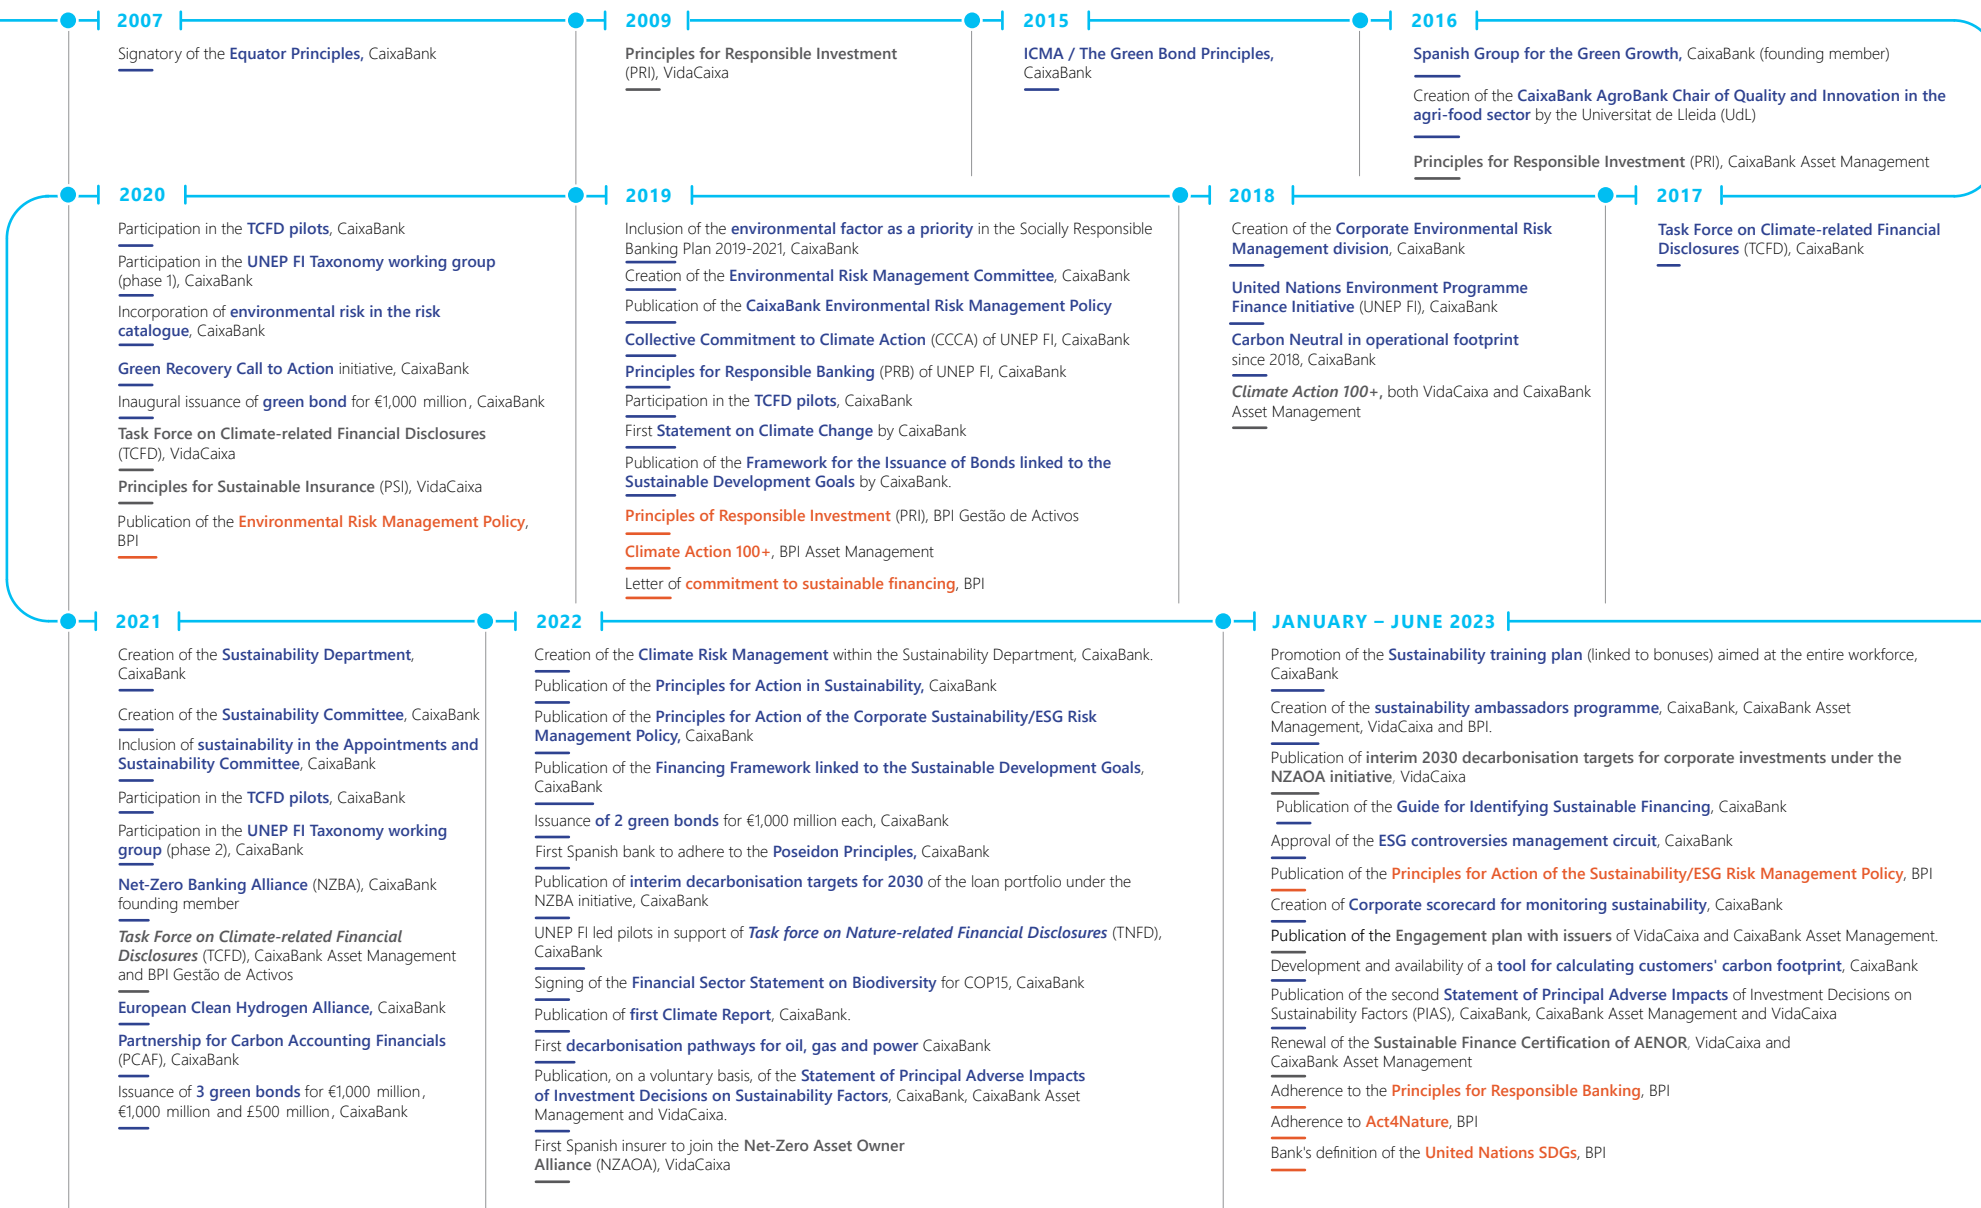 2007
Signatory of the Equator Principles, CaixaBank
2009
Principles for Responsible Investment
(PRI), VidaCaixa
2015
ICMA / The Green Bond Principles,
CaixaBank
2016
Spanish Group for the Green Growth, CaixaBank (founding member)
Creation of the CaixaBank AgroBank Chair of Quality and Innovation in the
agri-food sector by the Universitat de Lleida (UdL)
Principles for Responsible Investment (PRI), CaixaBank Asset Management
2020
Participation in the TCFD pilots, CaixaBank
Participation in the UNEP FI Taxonomy working group
(phase 1), CaixaBank
Incorporation of environmental risk in the risk
catalogue, CaixaBank
Green Recovery Call to Action initiative, CaixaBank
Inaugural issuance of green bond for €1,000 million, CaixaBank
Task Force on Climate-related Financial Disclosures
(TCFD), VidaCaixa
Principles for Sustainable Insurance (PSI), VidaCaixa
Publication of the Environmental Risk Management Policy,
BPI
2019
Inclusion of the environmental factor as a priority in the Socially Responsible
Banking Plan 2019-2021, CaixaBank
Creation of the Environmental Risk Management Committee, CaixaBank
Publication of the CaixaBank Environmental Risk Management Policy
Collective Commitment to Climate Action (CCCA) of UNEP FI, CaixaBank
Principles for Responsible Banking (PRB) of UNEP FI, CaixaBank
Participation in the TCFD pilots, CaixaBank
First Statement on Climate Change by CaixaBank
Publication of the Framework for the Issuance of Bonds linked to the
Sustainable Development Goals by CaixaBank.
Principles of Responsible Investment (PRI), BPI Gestão de Activos
Climate Action 100+, BPI Asset Management
Letter of commitment to sustainable financing, BPI
2018
Creation of the Corporate Environmental Risk
Management division, CaixaBank
United Nations Environment Programme
Finance Initiative (UNEP FI), CaixaBank
Carbon Neutral in operational footprint
since 2018, CaixaBank
Climate Action 100+, both VidaCaixa and CaixaBank
Asset Management
2017
Task Force on Climate-related Financial
Disclosures (TCFD), CaixaBank
2021
Creation of the Sustainability Department,
CaixaBank
Creation of the Sustainability Committee, CaixaBank
Inclusion of sustainability in the Appointments and
Sustainability Committee, CaixaBank
Participation in the TCFD pilots, CaixaBank
Participation in the UNEP FI Taxonomy working
group (phase 2), CaixaBank
Net-Zero Banking Alliance (NZBA), CaixaBank
founding member
Task Force on Climate-related Financial
Disclosures (TCFD), CaixaBank Asset Management
and BPI Gestão de Activos
European Clean Hydrogen Alliance, CaixaBank
Partnership for Carbon Accounting Financials
(PCAF), CaixaBank
Issuance of 3 green bonds for €1,000 million,
€1,000 million and £500 million, CaixaBank
2022
Creation of the Climate Risk Management within the Sustainability Department, CaixaBank.
Publication of the Principles for Action in Sustainability, CaixaBank
Publication of the Principles for Action of the Corporate Sustainability/ESG Risk
Management Policy, CaixaBank
Publication of the Financing Framework linked to the Sustainable Development Goals,
CaixaBank
Issuance of 2 green bonds for €1,000 million each, CaixaBank
First Spanish bank to adhere to the Poseidon Principles, CaixaBank
Publication of interim decarbonisation targets for 2030 of the loan portfolio under the
NZBA initiative, CaixaBank
UNEP FI led pilots in support of Task force on Nature-related Financial Disclosures (TNFD),
CaixaBank
Signing of the Financial Sector Statement on Biodiversity for COP15, CaixaBank
Publication of first Climate Report, CaixaBank.
First decarbonisation pathways for oil, gas and power CaixaBank
Publication, on a voluntary basis, of the Statement of Principal Adverse Impacts
of Investment Decisions on Sustainability Factors, CaixaBank, CaixaBank Asset
Management and VidaCaixa.
First Spanish insurer to join the Net-Zero Asset Owner
Alliance (NZAOA), VidaCaixa
JANUARY – JUNE 2023
Promotion of the Sustainability training plan (linked to bonuses) aimed at the entire workforce,
CaixaBank
Creation of the sustainability ambassadors programme, CaixaBank, CaixaBank Asset
Management, VidaCaixa and BPI.
Publication of interim 2030 decarbonisation targets for corporate investments under the
NZAOA initiative, VidaCaixa
Publication of the Guide for Identifying Sustainable Financing, CaixaBank
Approval of the ESG controversies management circuit, CaixaBank
Publication of the Principles for Action of the Sustainability/ESG Risk Management Policy, BPI
Creation of Corporate scorecard for monitoring sustainability, CaixaBank
Publication of the Engagement plan with issuers of VidaCaixa and CaixaBank Asset Management.
Development and availability of a tool for calculating customers' carbon footprint, CaixaBank
Publication of the second Statement of Principal Adverse Impacts of Investment Decisions on
Sustainability Factors (PIAS), CaixaBank, CaixaBank Asset Management and VidaCaixa
Renewal of the Sustainable Finance Certification of AENOR, VidaCaixa and
CaixaBank Asset Management
Adherence to the Principles for Responsible Banking, BPI
Adherence to Act4Nature, BPI
Bank's definition of the United Nations SDGs, BPI